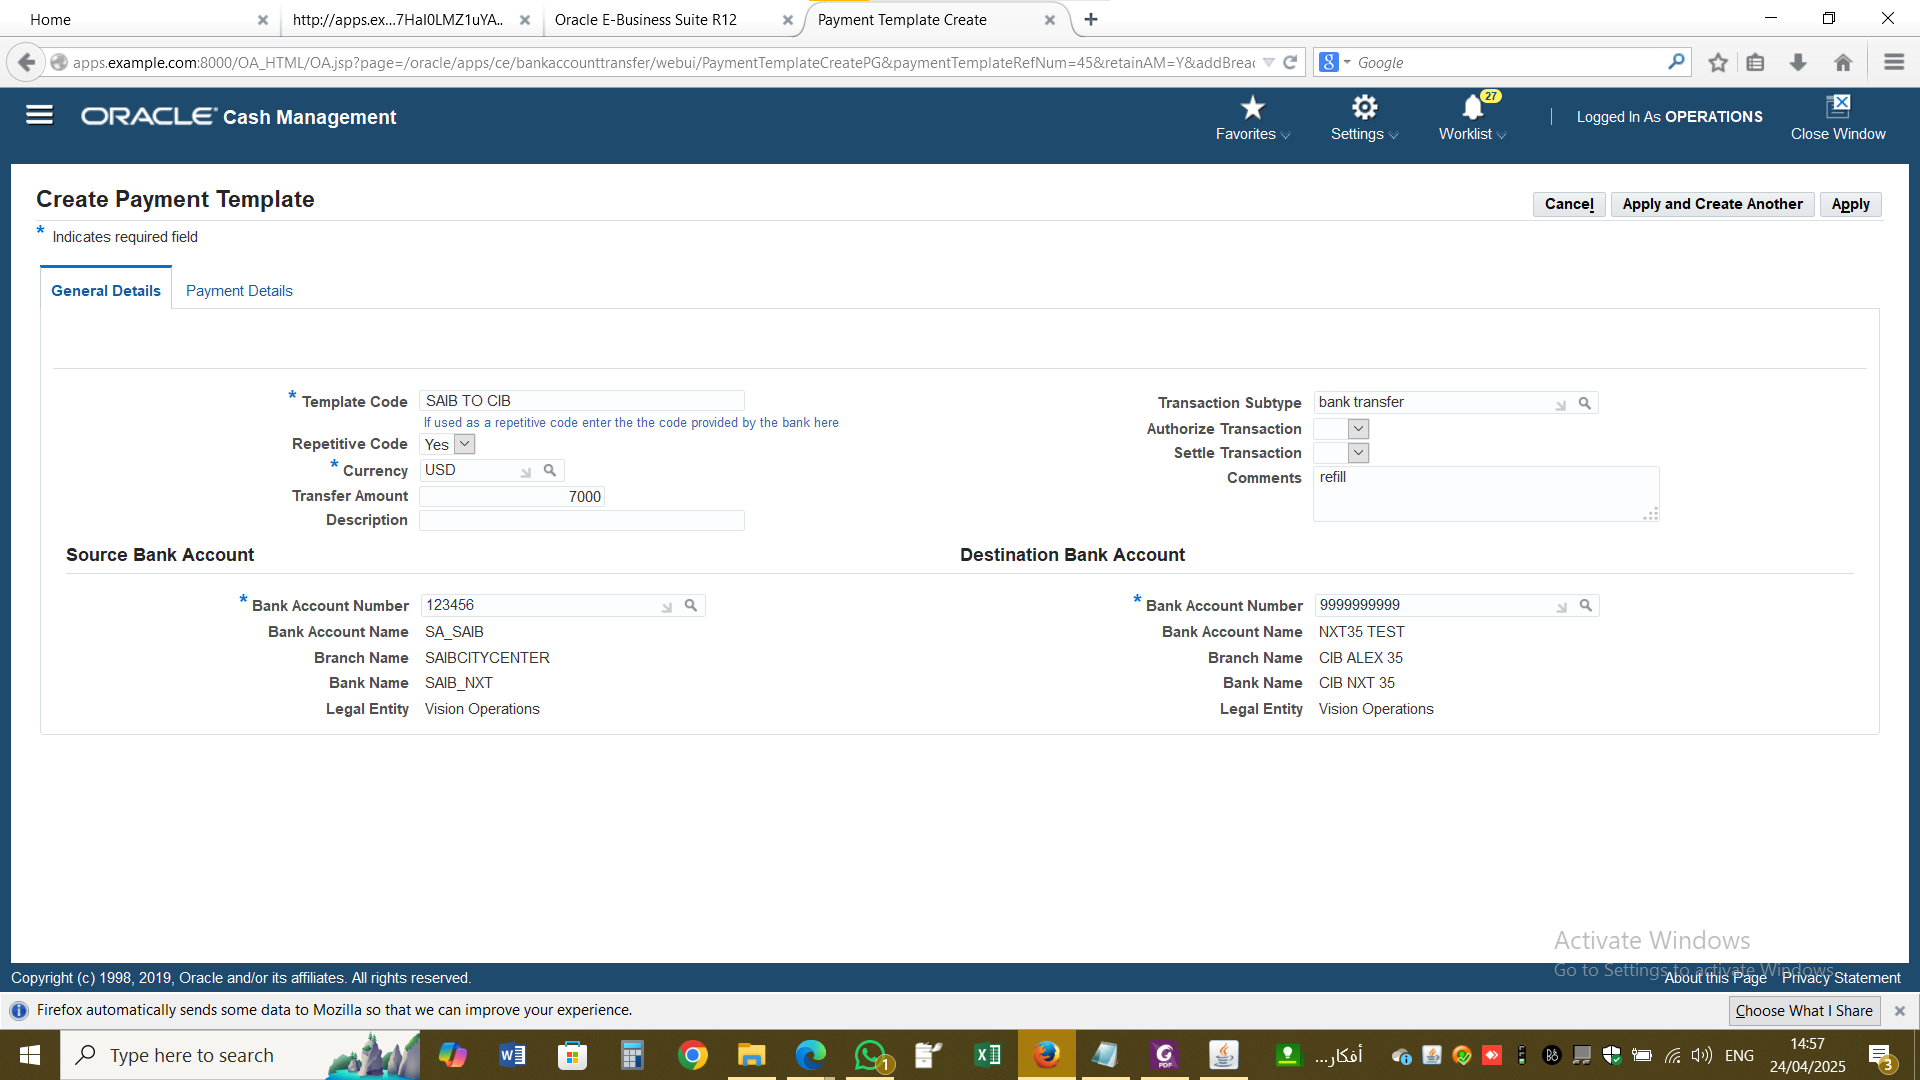 Home
http://apps.ex...7HaI0LMZ1uYA..
Oracle E-Business Suite R12
Payment Template Create
apps.example.com:8000/OA_HTML/OA.jsp?page=/oracle/apps/ce/bankaccounttransfer/webui/PaymentTemplateCreatePG&paymentTemplateRefNum=45&retainAM=Y&addBreac
8 Google
ORACLE Cash Management
Favorites
Settings
27
Worklist
Logged In As OPERATIONS
Close Window
Create Payment Template
Cancel
Apply and Create Another
Apply
* Indicates required field
General Details
Payment Details
* Template Code SAIB TO CIB
If used as a repetitive code enter the the code provided by the bank here
Repetitive Code Yes
* Currency USD
Transfer Amount 7000
Description
Transaction Subtype bank transfer
Authorize Transaction
Settle Transaction
Comments refill
Source Bank Account
* Bank Account Number 123456
Bank Account Name SA_SAIB
Branch Name SAIBCITYCENTER
Bank Name SAIB_NXT
Legal Entity Vision Operations
Destination Bank Account
* Bank Account Number 9999999999
Bank Account Name NXT35 TEST
Branch Name CIB ALEX 35
Bank Name CIB NXT 35
Legal Entity Vision Operations
Activate Windows
Go to Settings to activate Windows.
Copyright (c) 1998, 2019, Oracle and/or its affiliates. All rights reserved.
About this Page
Privacy Statement
Firefox automatically sends some data to Mozilla so that we can improve your experience.
Choose What I Share
Type here to search
1
PDF
أفكار...
ENG
14:57
24/04/2025
3